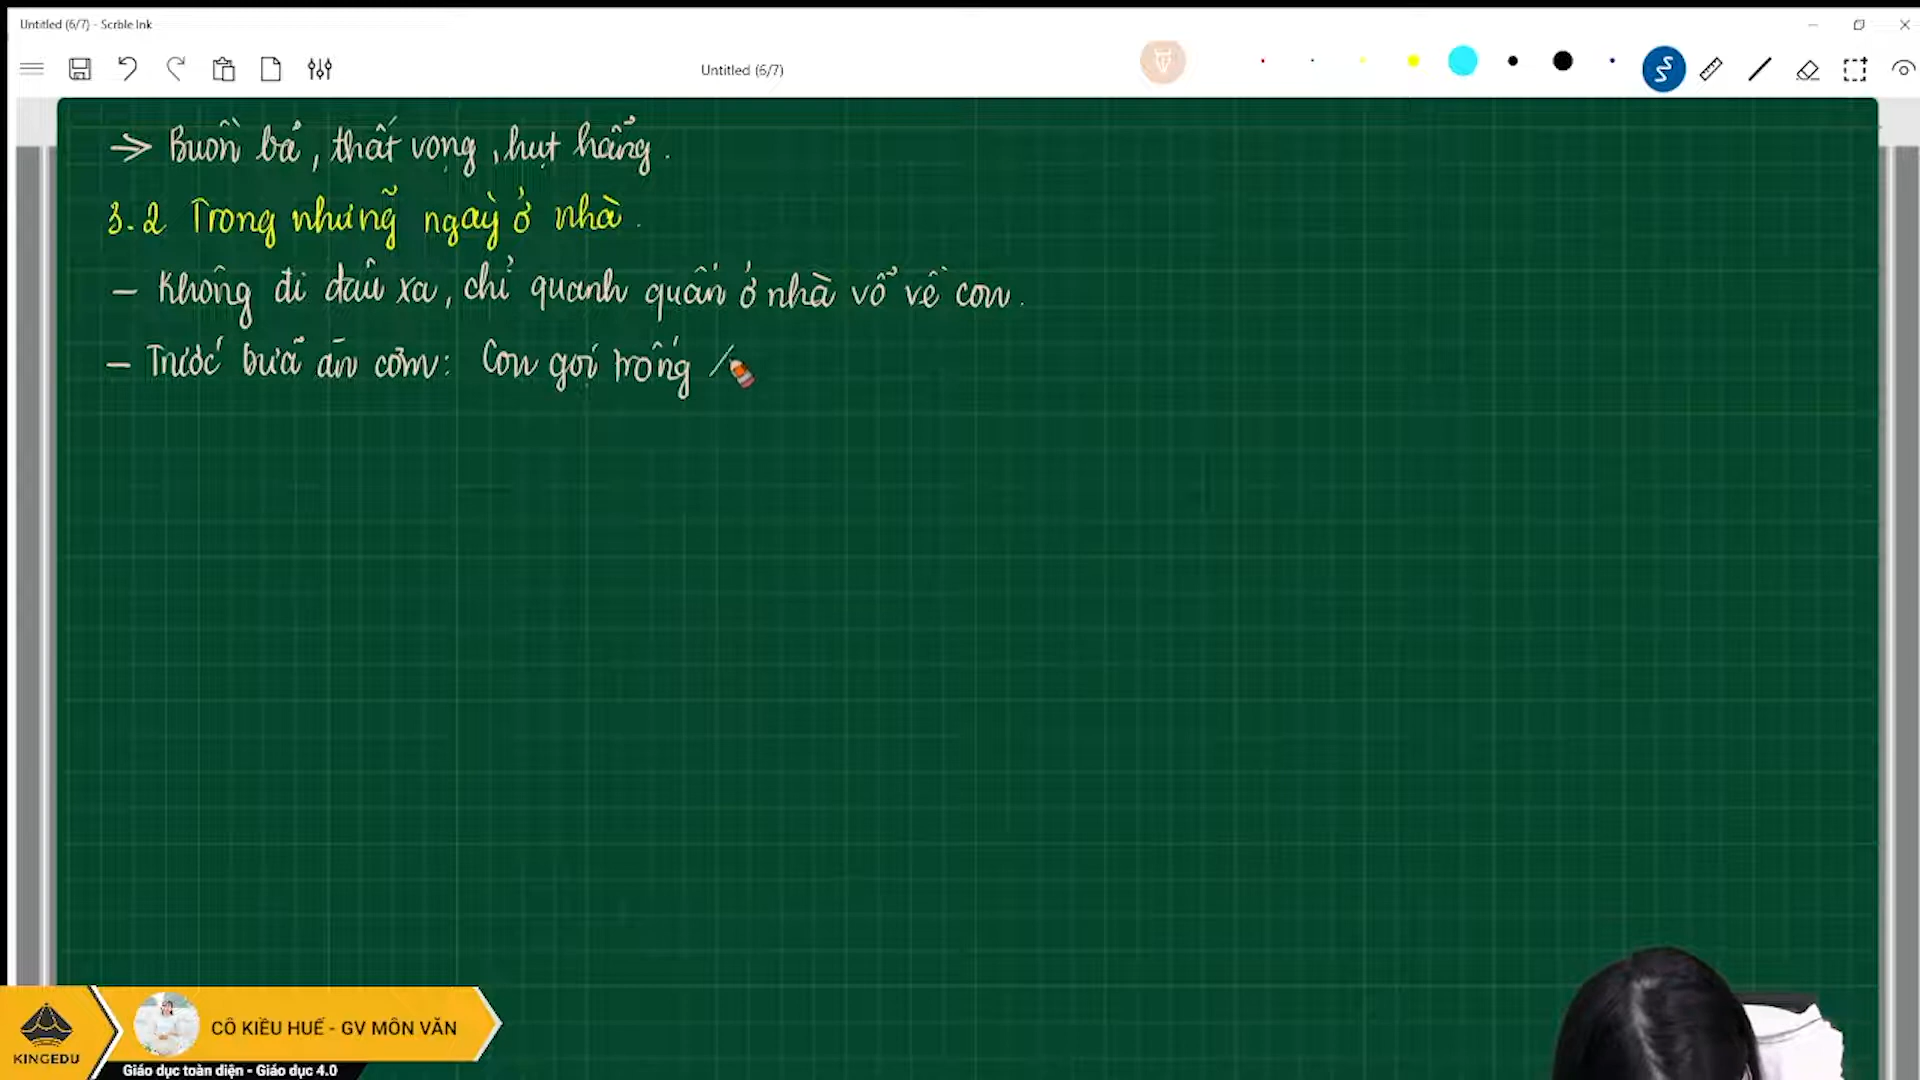 Untitled (6/7) - Scrble Ink
Untitled (6/7)
→ Buồn bả, thất vọng, hụt hẫng.
3.2 Trong những ngày ở nhà.
- Không đi đâu xa, chỉ quanh quẩn ở nhà vỗ về con.
- Trước bữa ăn cơm: Con gọi trống
CÔ KIỀU HUẾ - GV MÔN VĂN
KINGEDU
Giáo dục toàn diện - Giáo dục 4.0